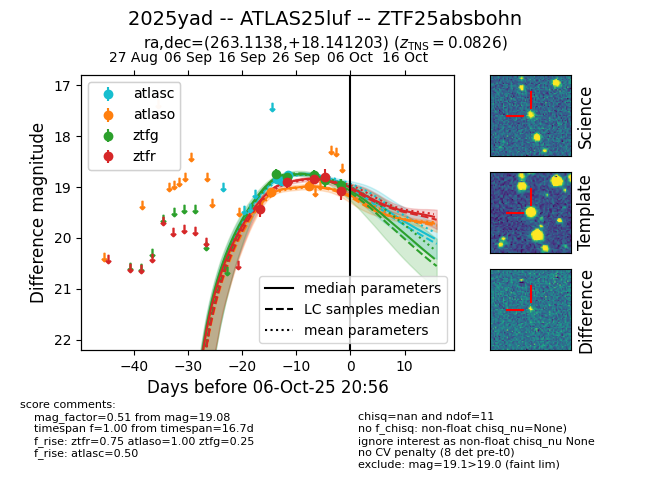 2025yad -- ATLAS25luf -- ZTF25absbohn
ra,dec=(263.1138,+18.141203) (z_TNS = 0.0826)
27 Aug 06 Sep 16 Sep 26 Sep 06 Oct 16 Oct
17
18
19
20
21
22
Difference magnitude
atlasc
atlaso
ztfg
ztfr
median parameters
LC samples median
mean parameters
−40 −30 −20 −10 0 10
Days before 06-Oct-25 20:56
Science
Template
Difference
score comments:
mag_factor=0.51 from mag=19.08
timespan f=1.00 from timespan=16.7d
f_rise: ztfr=0.75 atlaso=1.00 ztfg=0.25
f_rise: atlasc=0.50
chisq=nan and ndof=11
no f_chisq: non-float chisq_nu=None)
ignore interest as non-float chisq_nu None
no CV penalty (8 det pre-t0)
exclude: mag=19.1>19.0 (faint lim)